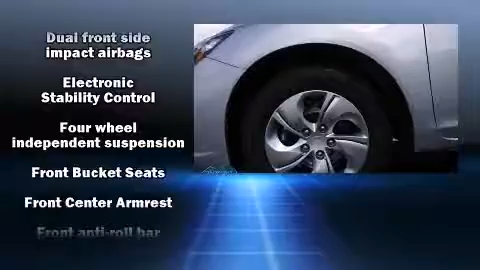 Dual front side
impact airbags
Electronic
Stability Control
Four wheel
independent suspension
Front Bucket Seats
Front Center Armrest
Front anti-roll bar